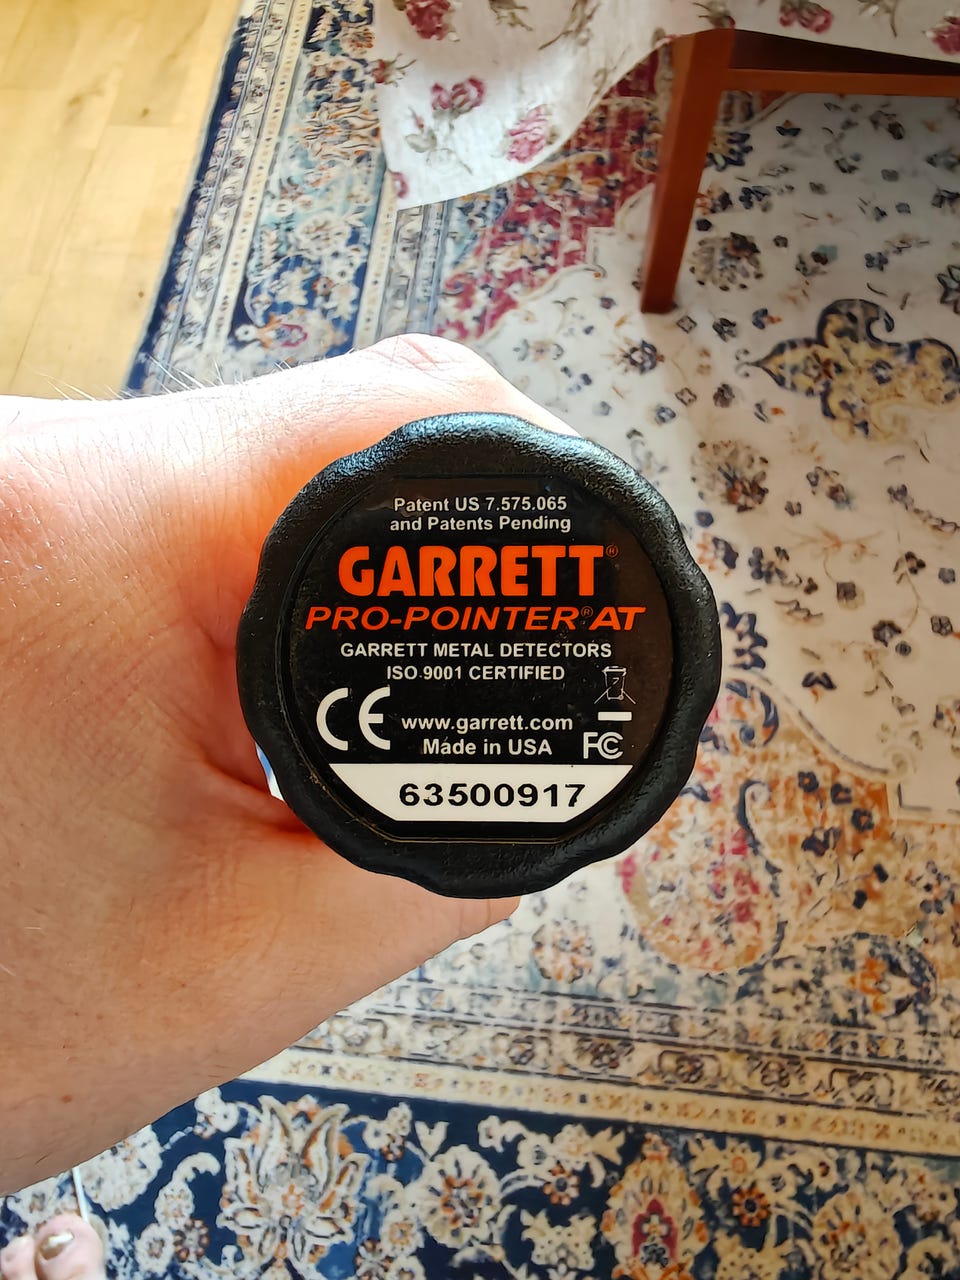 Patent US 7.575.065
and Patents Pending
GARRETT®
PRO-POINTER® AT
GARRETT METAL DETECTORS
ISO 9001 CERTIFIED
CE
www.garrett.com
Made in USA
FC
63500917